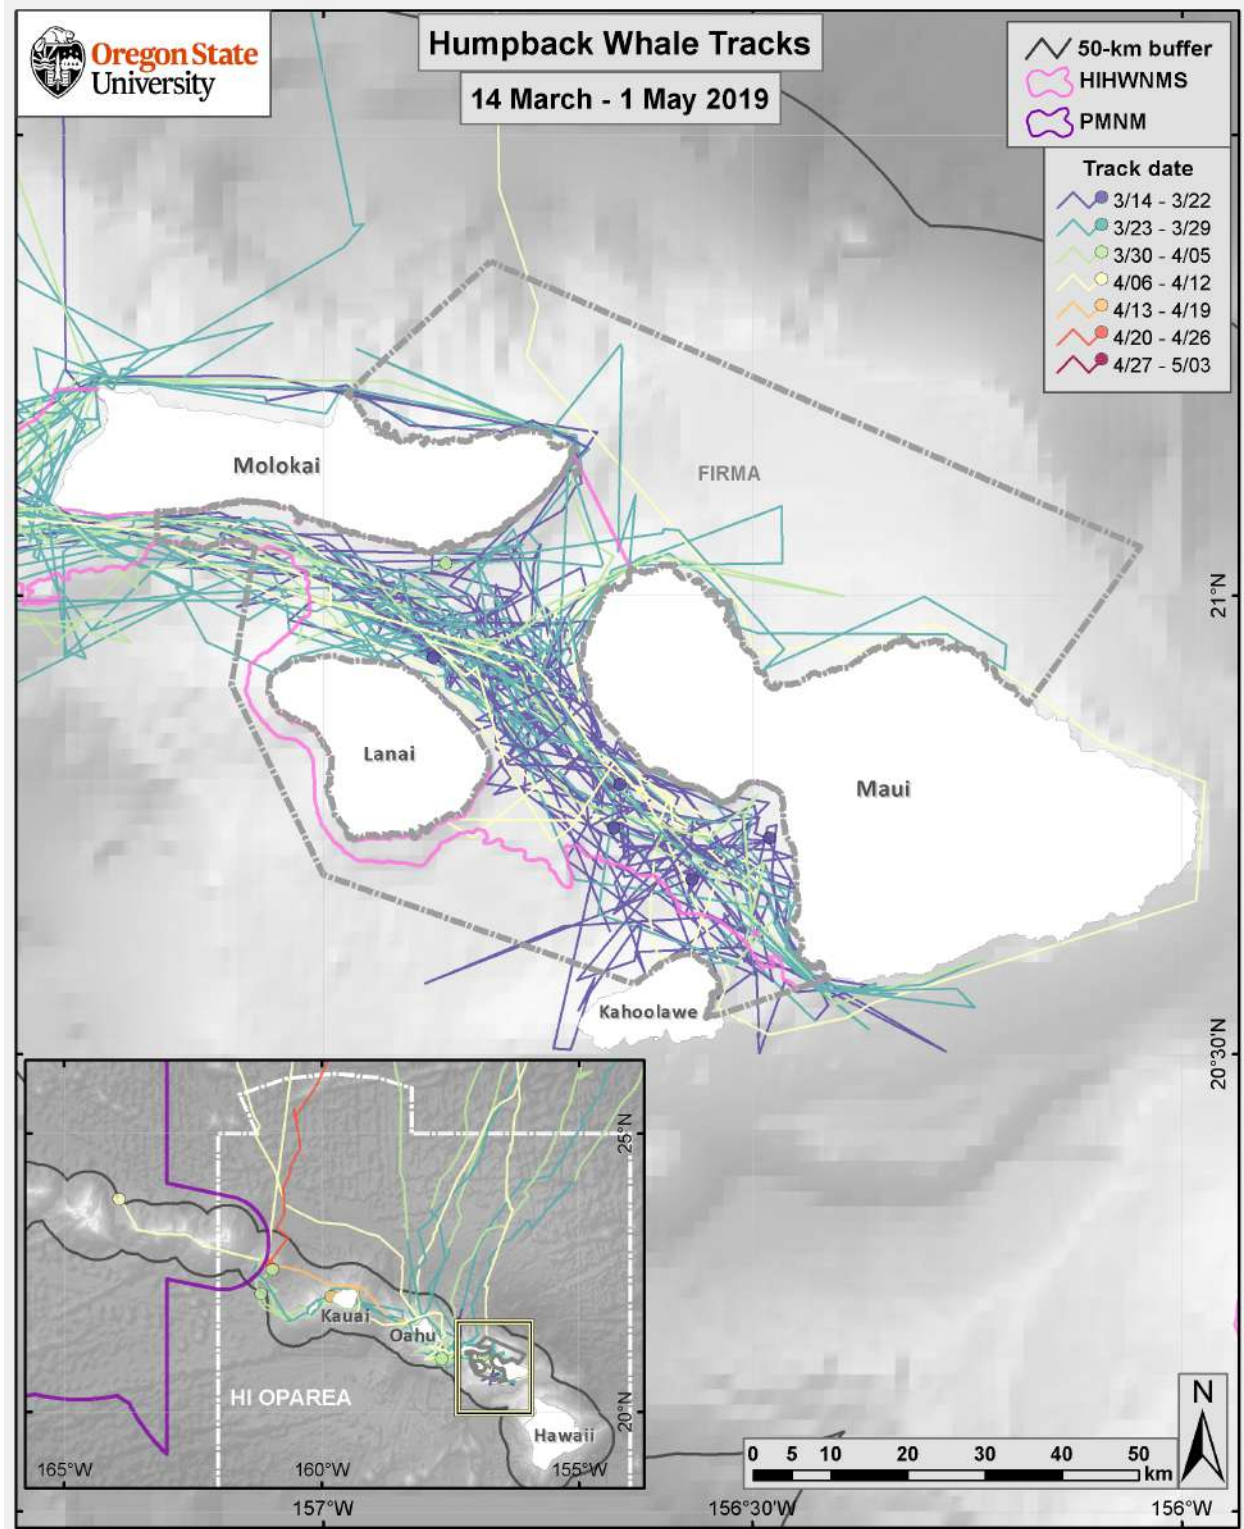 Oregon State
University
Humpback Whale Tracks
14 March - 1 May 2019
50-km buffer
HIHWNMS
PMNM
Track date
3/14 - 3/22
3/23 - 3/29
3/30 - 4/05
4/06 - 4/12
4/13 - 4/19
4/20 - 4/26
4/27 - 5/03
Molokai
FIRMA
21°N
Lanai
Maui
Kahoolawe
20°30'N
25°N
Kauai
Oahu
HI OPAREA
20°N
Hawaii
165°W
160°W
155°W
N
0 5 10 20 30 40 50
km
157°W
156°30'W
156°W